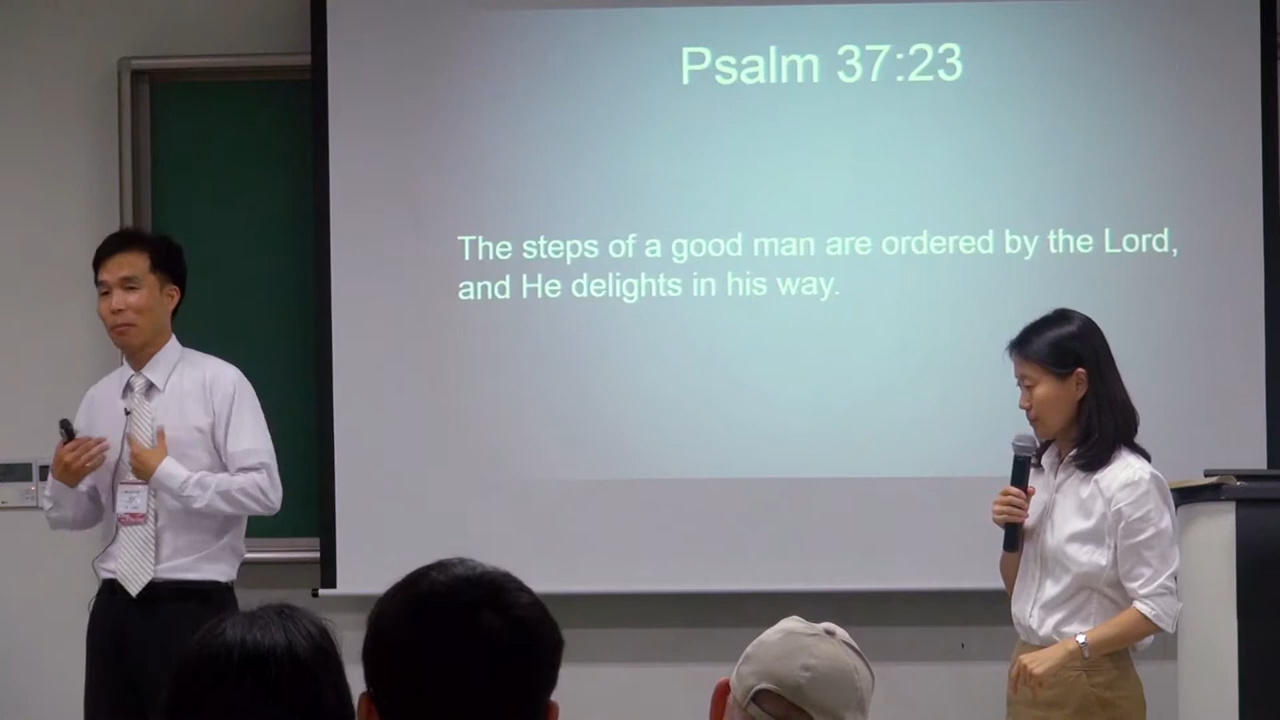 Psalm 37:23
The steps of a good man are ordered by the Lord,
and He delights in his way.